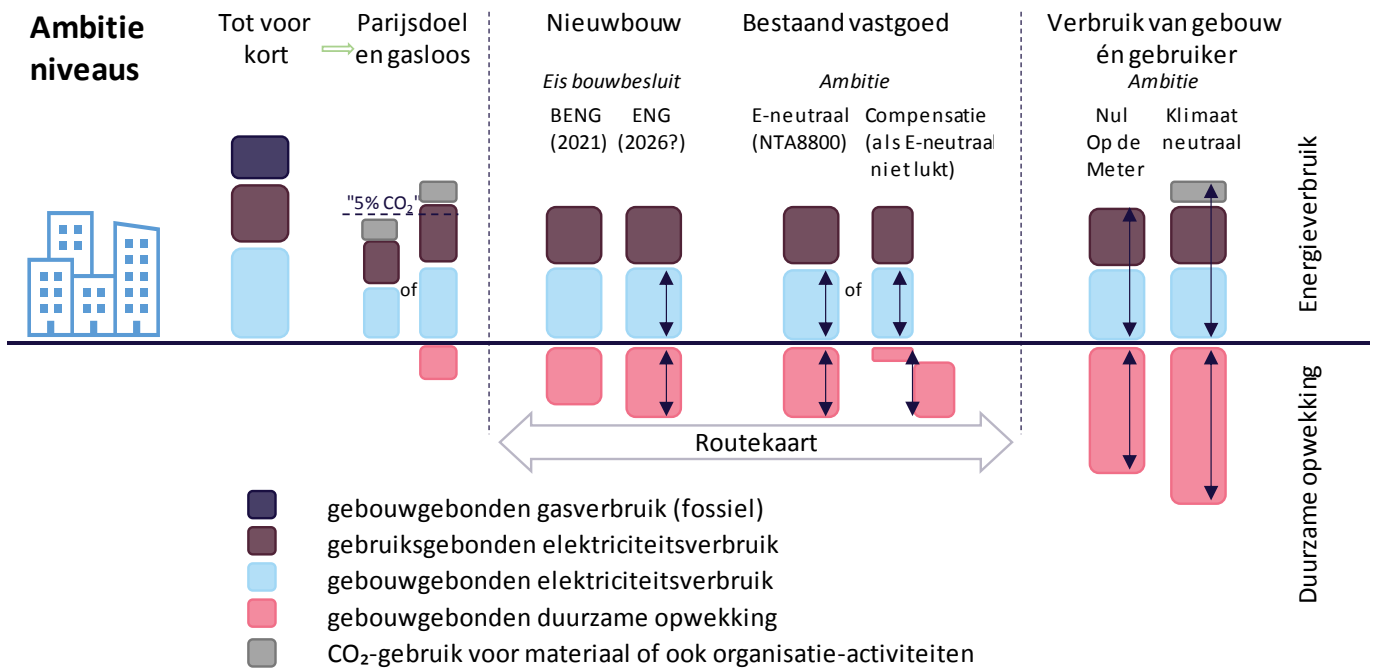 Ambitie
niveaus
Tot voor
kort
Parijsdoel
en gasloos
Nieuwbouw
Eis bouwbesluit
BENG
(2021)
ENG
(2026?)
Bestaand vastgoed
Ambitie
E-neutraal
(NTA8800)
Compensatie
(als E-neutraal
niet lukt)
Verbruik van gebouw
én gebruiker
Ambitie
Nul
Op de
Meter
Klimaat
neutraal
"5% CO₂"
of
of
Energieverbruik
Duurzame opwekking
Routekaart
gebouwgebonden gasverbruik (fossiel)
gebruiksgebonden elektriciteitsverbruik
gebouwgebonden elektriciteitsverbruik
gebouwgebonden duurzame opwekking
CO₂-gebruik voor materiaal of ook organisatie-activiteiten